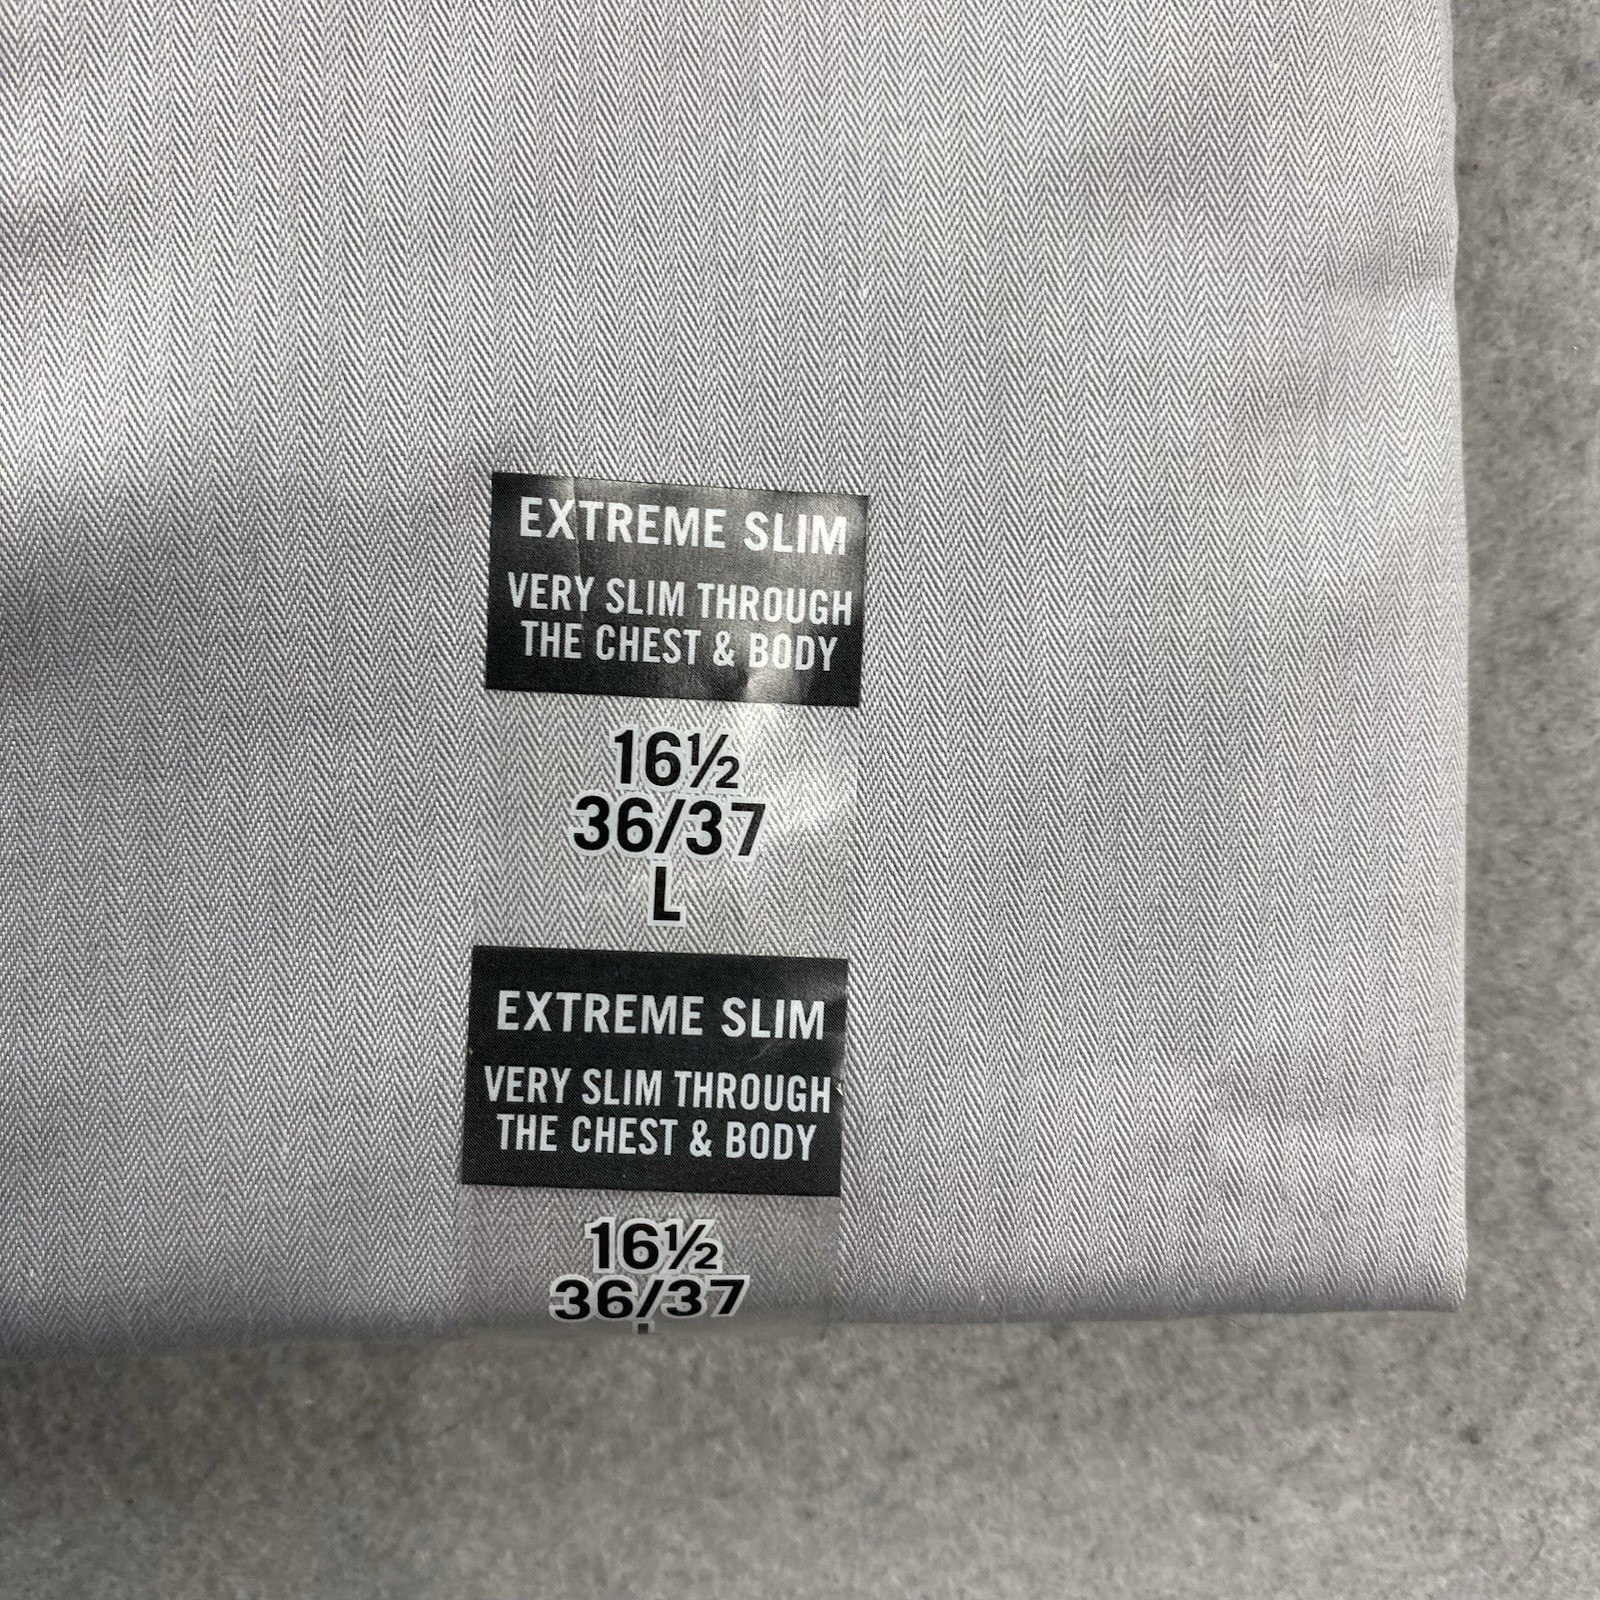 EXTREME SLIM
VERY SLIM THROUGH
THE CHEST & BODY
16½
36/37
L
EXTREME SLIM
VERY SLIM THROUGH
THE CHEST & BODY
16½
36/37